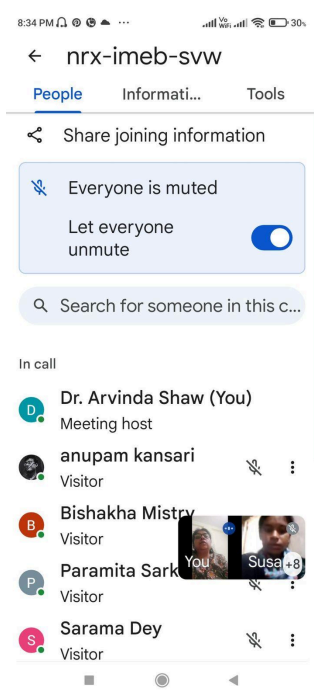 8:34 PM ... Vo WiFi 30%
nrx-imeb-svw
People Informati... Tools
Share joining information
Everyone is muted
Let everyone
unmute
Search for someone in this c...
In call
D Dr. Arvinda Shaw (You)
Meeting host
anupam kansari
Visitor
B Bishakha Mistry
Visitor
You Susa +8
P Paramita Sark
Visitor
S Sarama Dey
Visitor